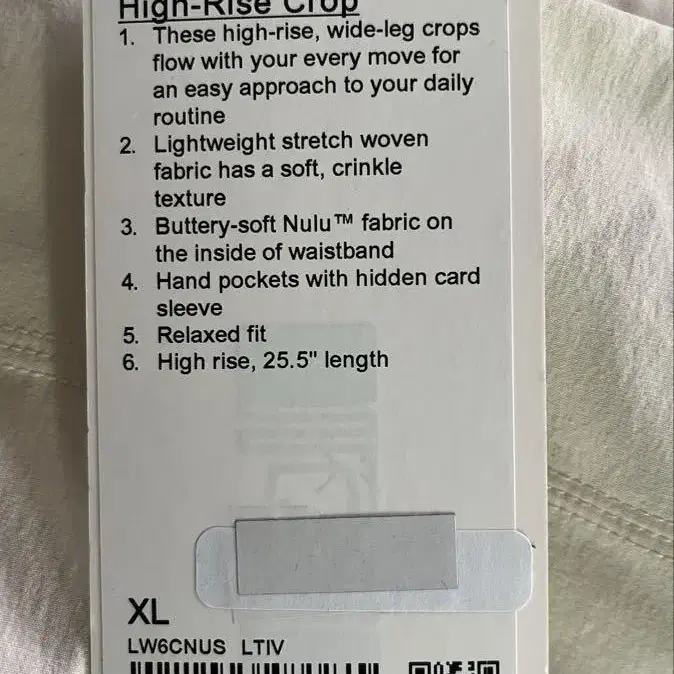 High-Rise Crop
1. These high-rise, wide-leg crops
flow with your every move for
an easy approach to your daily
routine
2. Lightweight stretch woven
fabric has a soft, crinkle
texture
3. Buttery-soft Nulu™ fabric on
the inside of waistband
4. Hand pockets with hidden card
sleeve
5. Relaxed fit
6. High rise, 25.5" length
XL
LW6CNUS LTIV